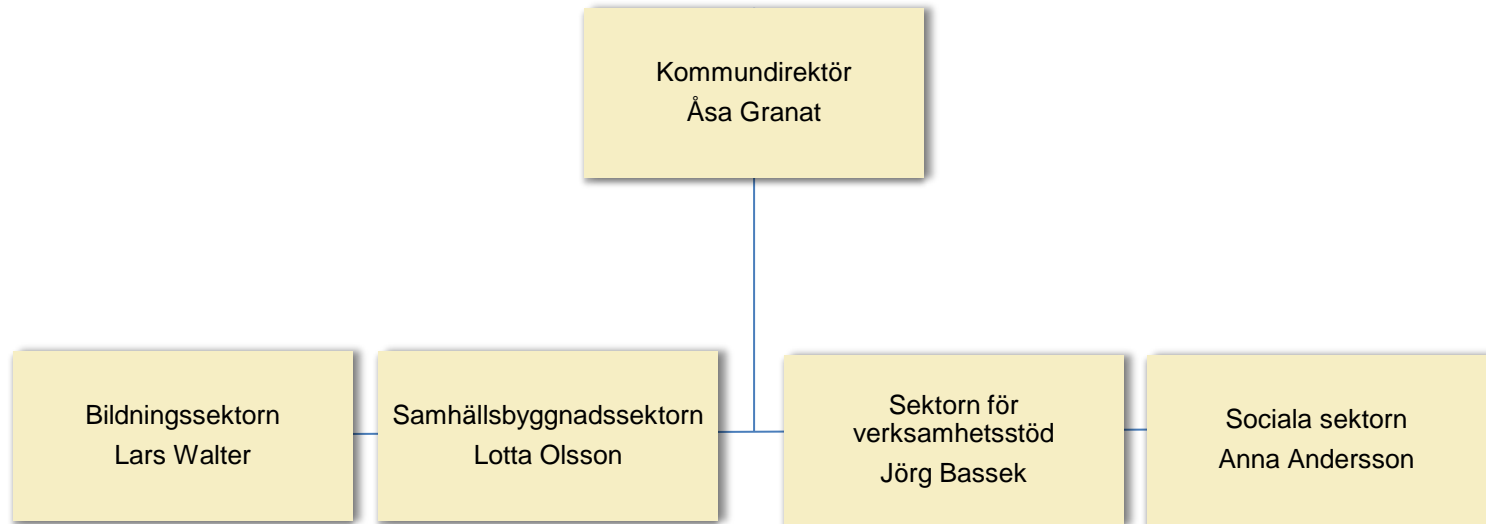 Kommundirektör
Åsa Granat
Bildningssektorn
Lars Walter
Samhällsbyggnadssektorn
Lotta Olsson
Sektorn för
verksamhetsstöd
Jörg Bassek
Sociala sektorn
Anna Andersson